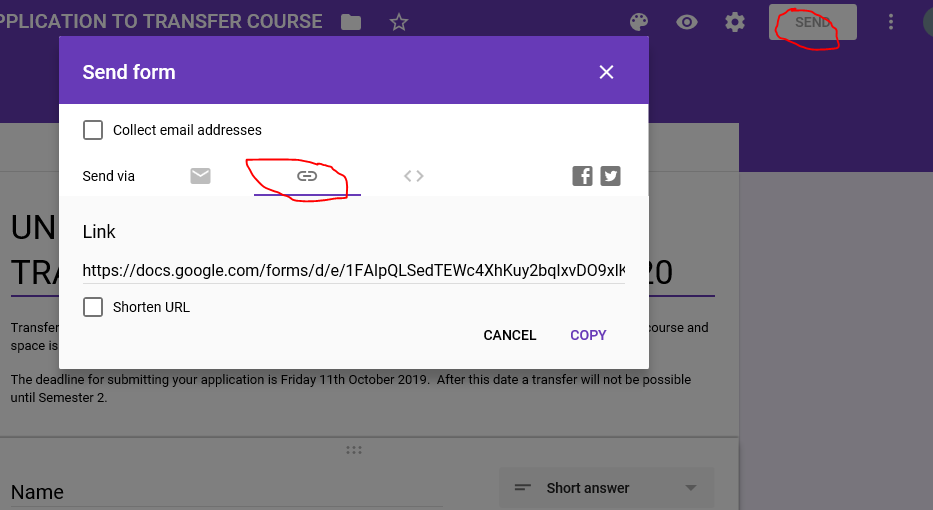 PPLICATION TO TRANSFER COURSE
SEND
Send form
Collect email addresses
Send via
Link
https://docs.google.com/forms/d/e/1FAIpQLSedTEWc4XhKuy2bqIxvDO9xIK
Shorten URL
CANCEL COPY
UN
TRA 20
Transfer course and
space is
The deadline for submitting your application is Friday 11th October 2019. After this date a transfer will not be possible
until Semester 2.
Name
Short answer